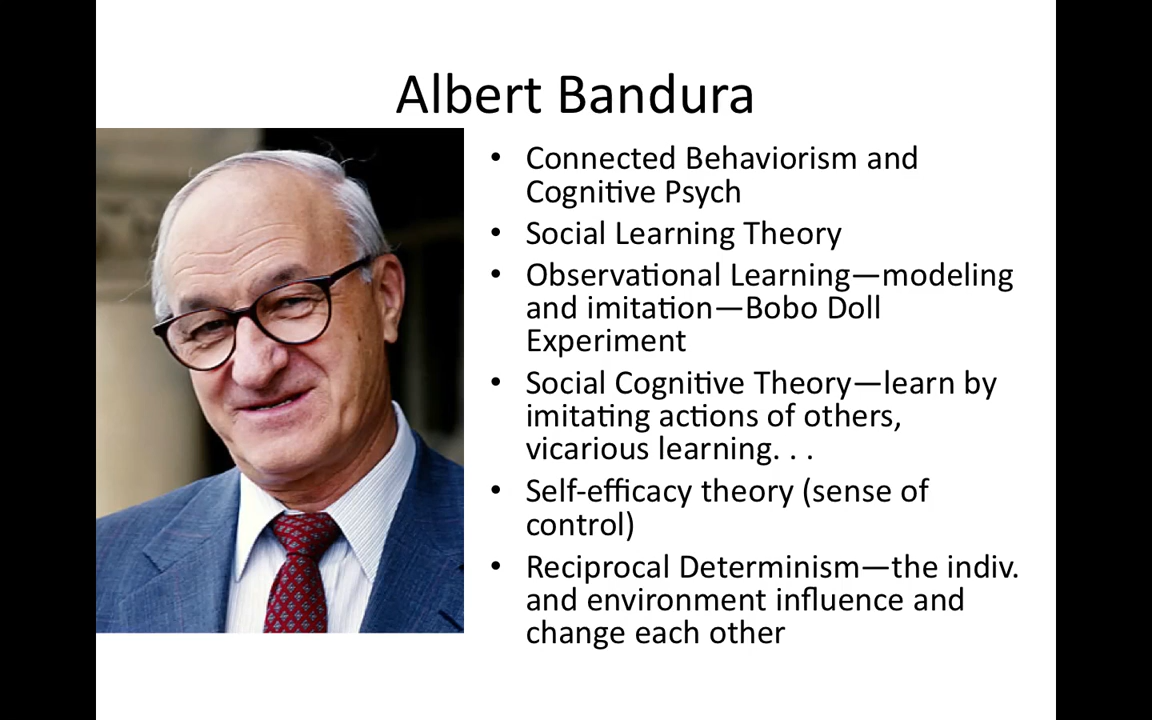 Albert Bandura
• Connected Behaviorism and
Cognitive Psych
• Social Learning Theory
• Observational Learning—modeling
and imitation—Bobo Doll
Experiment
• Social Cognitive Theory—learn by
imitating actions of others,
vicarious learning. . .
• Self-efficacy theory (sense of
control)
• Reciprocal Determinism—the indiv.
and environment influence and
change each other